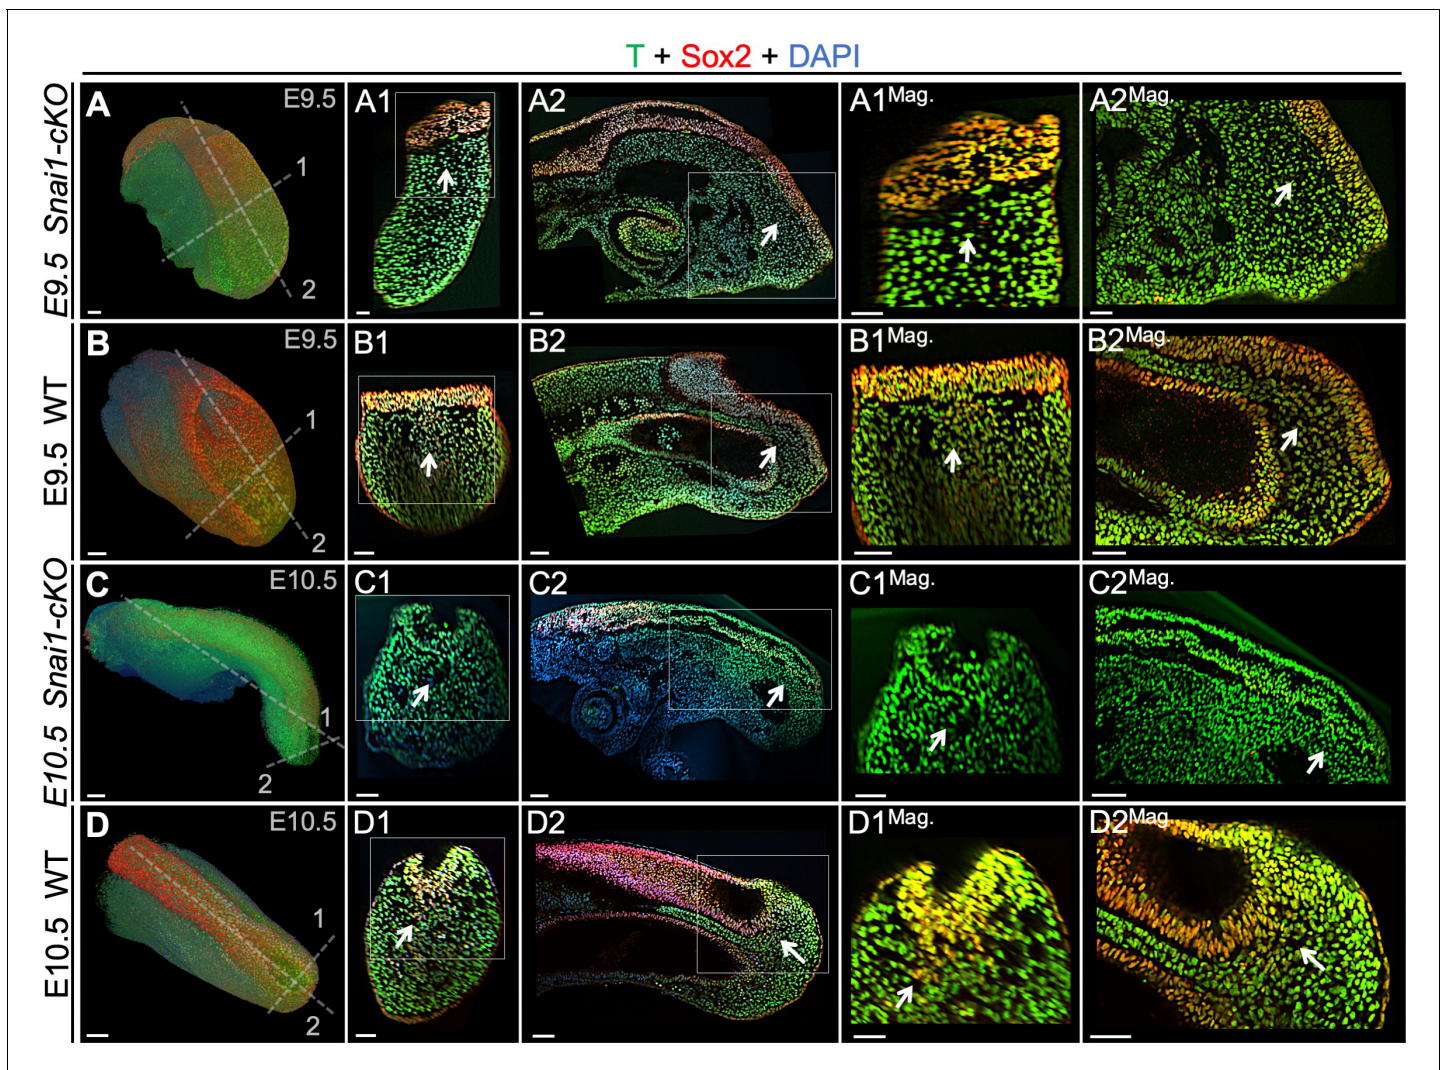 T + Sox2 + DAPI
E9.5 Snai1-cKO
A
E9.5
1
2
A1
A2
A1Mag.
A2Mag.
E9.5 WT
B
E9.5
1
2
B1
B2
B1Mag.
B2Mag.
E10.5 Snai1-cKO
C
E10.5
1
2
C1
C2
C1Mag.
C2Mag.
E10.5 WT
D
E10.5
1
2
D1
D2
D1Mag.
D2Mag.